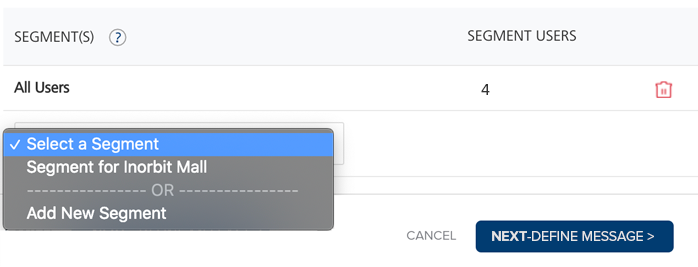 SEGMENT(S) ? SEGMENT USERS
All Users 4
✓ Select a Segment
Segment for Inorbit Mall
---------------- OR ----------------
Add New Segment
CANCEL NEXT-DEFINE MESSAGE >